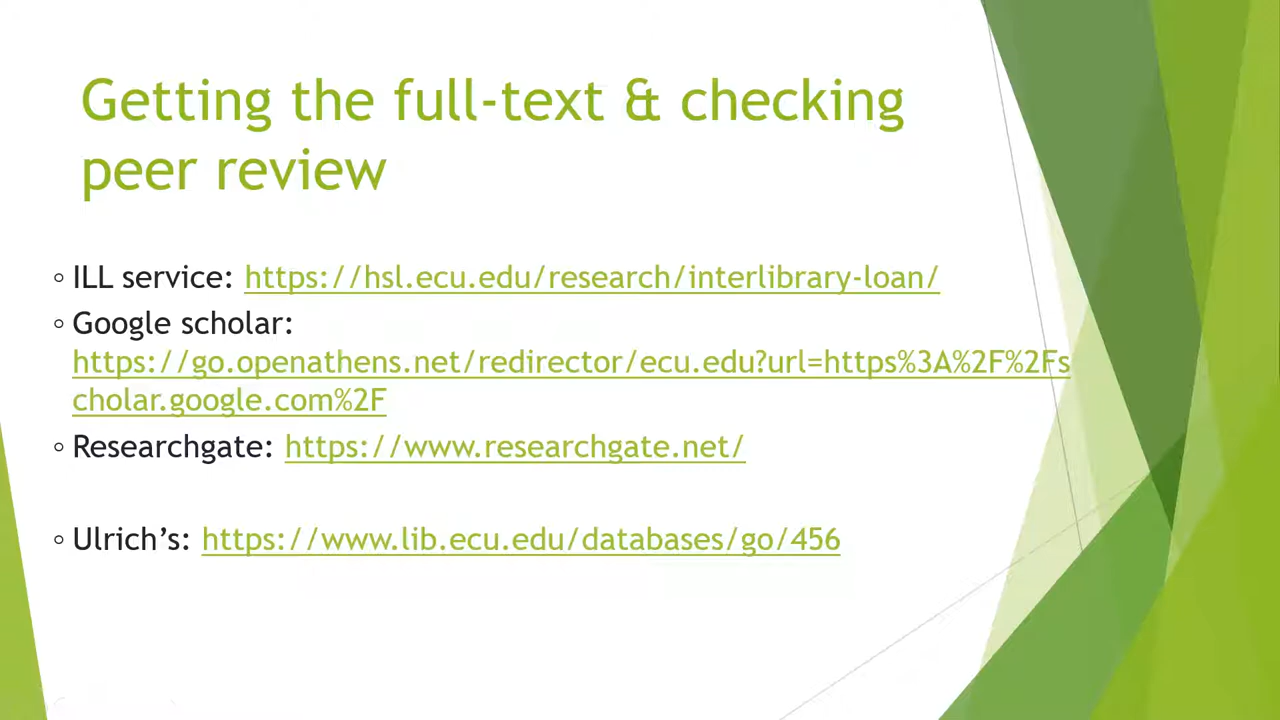 Getting the full-text & checking
peer review
◦ ILL service: https://hsl.ecu.edu/research/interlibrary-loan/
◦ Google scholar:
https://go.openathens.net/redirector/ecu.edu?url=https%3A%2F%2Fs
cholar.google.com%2F
◦ Researchgate: https://www.researchgate.net/
◦ Ulrich’s: https://www.lib.ecu.edu/databases/go/456